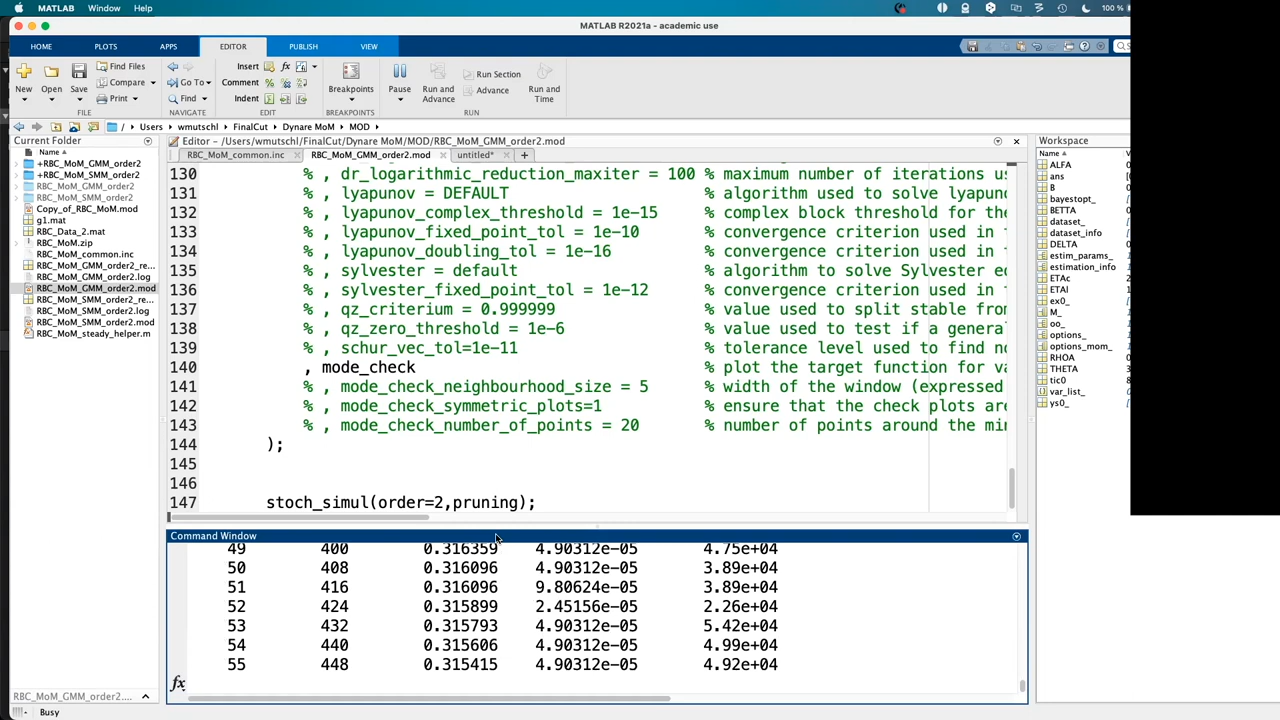 MATLAB Window Help 100 %
MATLAB R2021a - academic use
HOME PLOTS APPS EDITOR PUBLISH VIEW
New Open Save Find Files Compare Print Go To Find Insert Comment Indent Breakpoints Pause Run and Advance Run Section Advance Run and Time
FILE NAVIGATE EDIT BREAKPOINTS RUN
/ Users wmutschl FinalCut Dynare MoM MOD
Current Folder
Name
+RBC_MoM_GMM_order2
+RBC_MoM_SMM_order2
RBC_MoM_GMM_order2
RBC_MoM_SMM_order2
Copy_of_RBC_MoM.mod
g1.mat
RBC_Data_2.mat
RBC_MoM.zip
RBC_MoM_common.inc
RBC_MoM_GMM_order2_re...
RBC_MoM_GMM_order2.log
RBC_MoM_GMM_order2.mod
RBC_MoM_SMM_order2_re...
RBC_MoM_SMM_order2.log
RBC_MoM_SMM_order2.mod
RBC_MoM_steady_helper.m
RBC_MoM_GMM_order2....
Busy
Editor - /Users/wmutschl/FinalCut/Dynare MoM/MOD/RBC_MoM_GMM_order2.mod
RBC_MoM_common.inc RBC_MoM_GMM_order2.mod untitled* +
130 % , dr_logarithmic_reduction_maxiter = 100 % maximum number of iterations us
131 % , lyapunov = DEFAULT % algorithm used to solve lyapun
132 % , lyapunov_complex_threshold = 1e-15 % complex block threshold for the
133 % , lyapunov_fixed_point_tol = 1e-10 % convergence criterion used in
134 % , lyapunov_doubling_tol = 1e-16 % convergence criterion used in
135 % , sylvester = default % algorithm to solve Sylvester e
136 % , sylvester_fixed_point_tol = 1e-12 % convergence criterion used in
137 % , qz_criterium = 0.999999 % value used to split stable fro
138 % , qz_zero_threshold = 1e-6 % value used to test if a genera
139 % , schur_vec_tol=1e-11 % tolerance level used to find n
140 , mode_check % plot the target function for va
141 % , mode_check_neighbourhood_size = 5 % width of the window (expressed
142 % , mode_check_symmetric_plots=1 % ensure that the check plots ar
143 % , mode_check_number_of_points = 20 % number of points around the mi
144 );
145
146
147 stoch_simul(order=2,pruning);
Command Window
49 400 0.316359 4.90312e-05 4.75e+04
50 408 0.316096 4.90312e-05 3.89e+04
51 416 0.316096 9.80624e-05 3.89e+04
52 424 0.315899 2.45156e-05 2.26e+04
53 432 0.315793 4.90312e-05 5.42e+04
54 440 0.315606 4.90312e-05 4.99e+04
55 448 0.315415 4.90312e-05 4.92e+04
fx
Workspace
Name
ALFA
ans
B
bayestopt_
BETTA
dataset_
dataset_info
DELTA
estim_params_
estimation_info
ETAc
ETAl
ex0_
M_
oo_
options_
options_mom_
RHOA
THETA
tic0
var_list_
ys0_